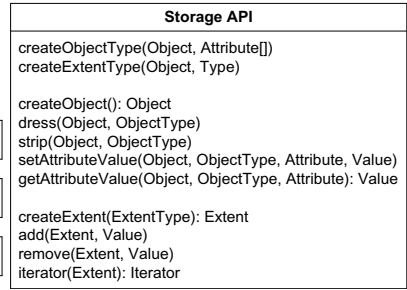 Storage API
createObjectType(Object, Attribute[])
createExtentType(Object, Type)
createObject(): Object
dress(Object, ObjectType)
strip(Object, ObjectType)
setAttributeValue(Object, ObjectType, Attribute, Value)
getAttributeValue(Object, ObjectType, Attribute): Value
createExtent(ExtentType): Extent
add(Extent, Value)
remove(Extent, Value)
iterator(Extent): Iterator